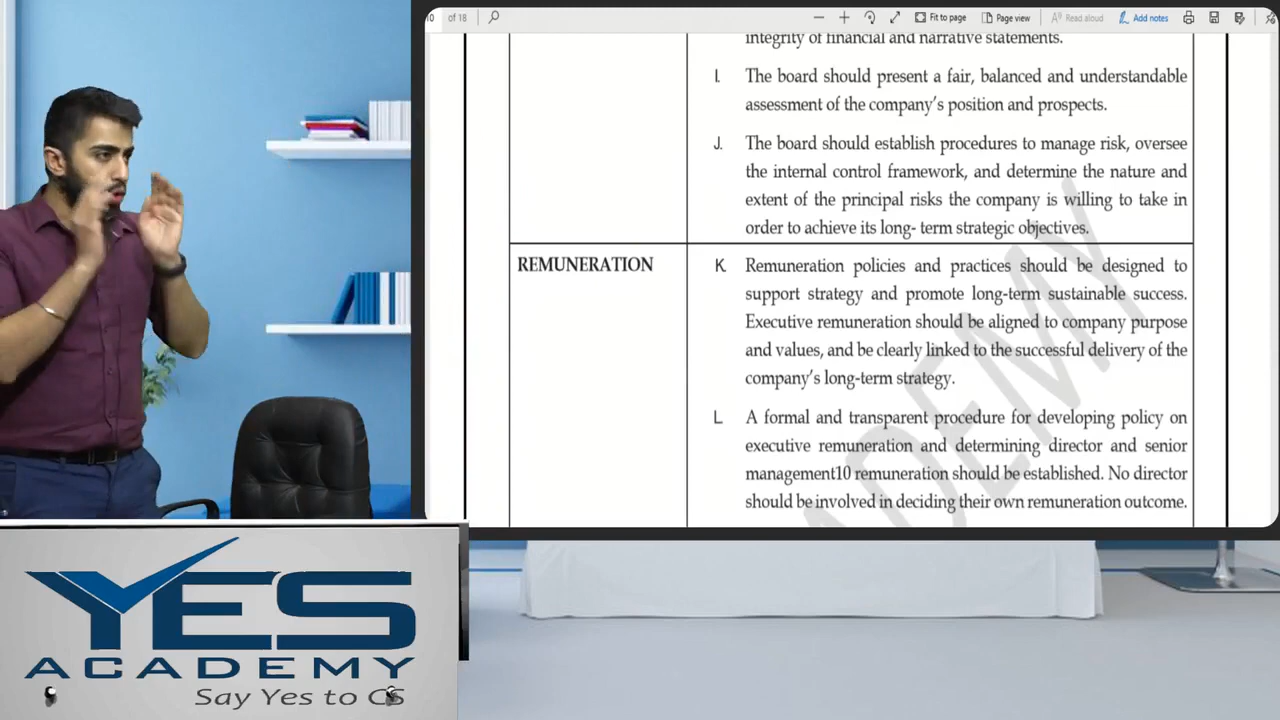 10 of 18
Fit to page
Page view
Read aloud
Add notes
integrity of financial and narrative statements.
I. The board should present a fair, balanced and understandable
assessment of the company's position and prospects.
J. The board should establish procedures to manage risk, oversee
the internal control framework, and determine the nature and
extent of the principal risks the company is willing to take in
order to achieve its long- term strategic objectives.
REMUNERATION
K. Remuneration policies and practices should be designed to
support strategy and promote long-term sustainable success.
Executive remuneration should be aligned to company purpose
and values, and be clearly linked to the successful delivery of the
company's long-term strategy.
L. A formal and transparent procedure for developing policy on
executive remuneration and determining director and senior
management10 remuneration should be established. No director
should be involved in deciding their own remuneration outcome.
ADEMY
YES
ACADEMY
Say Yes to CS